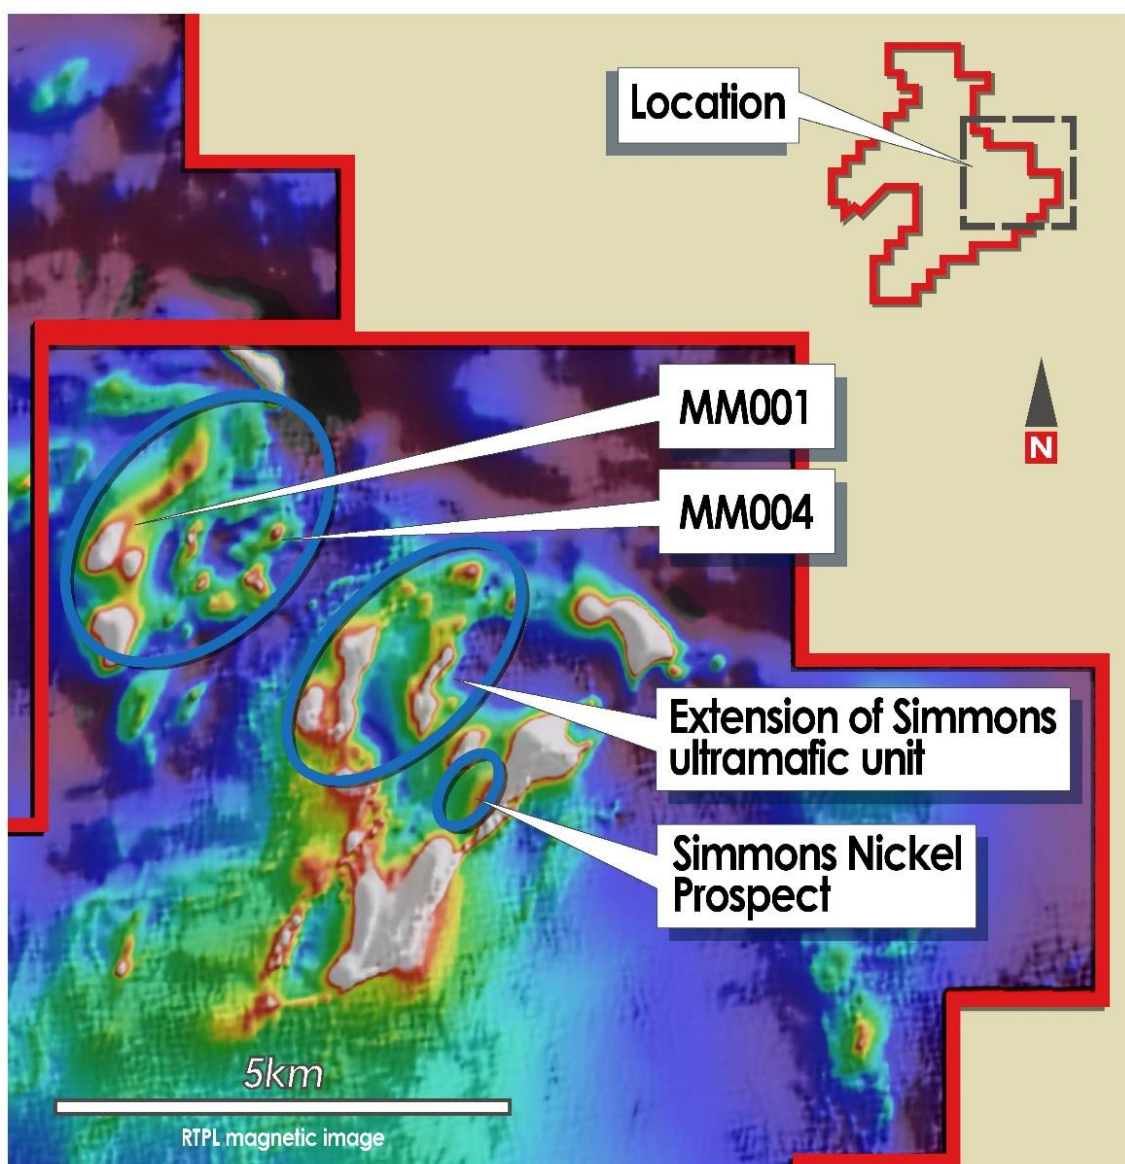 Location
MM001
N
MM004
Extension of Simmons
ultramafic unit
Simmons Nickel
Prospect
5km
RTPL magnetic image